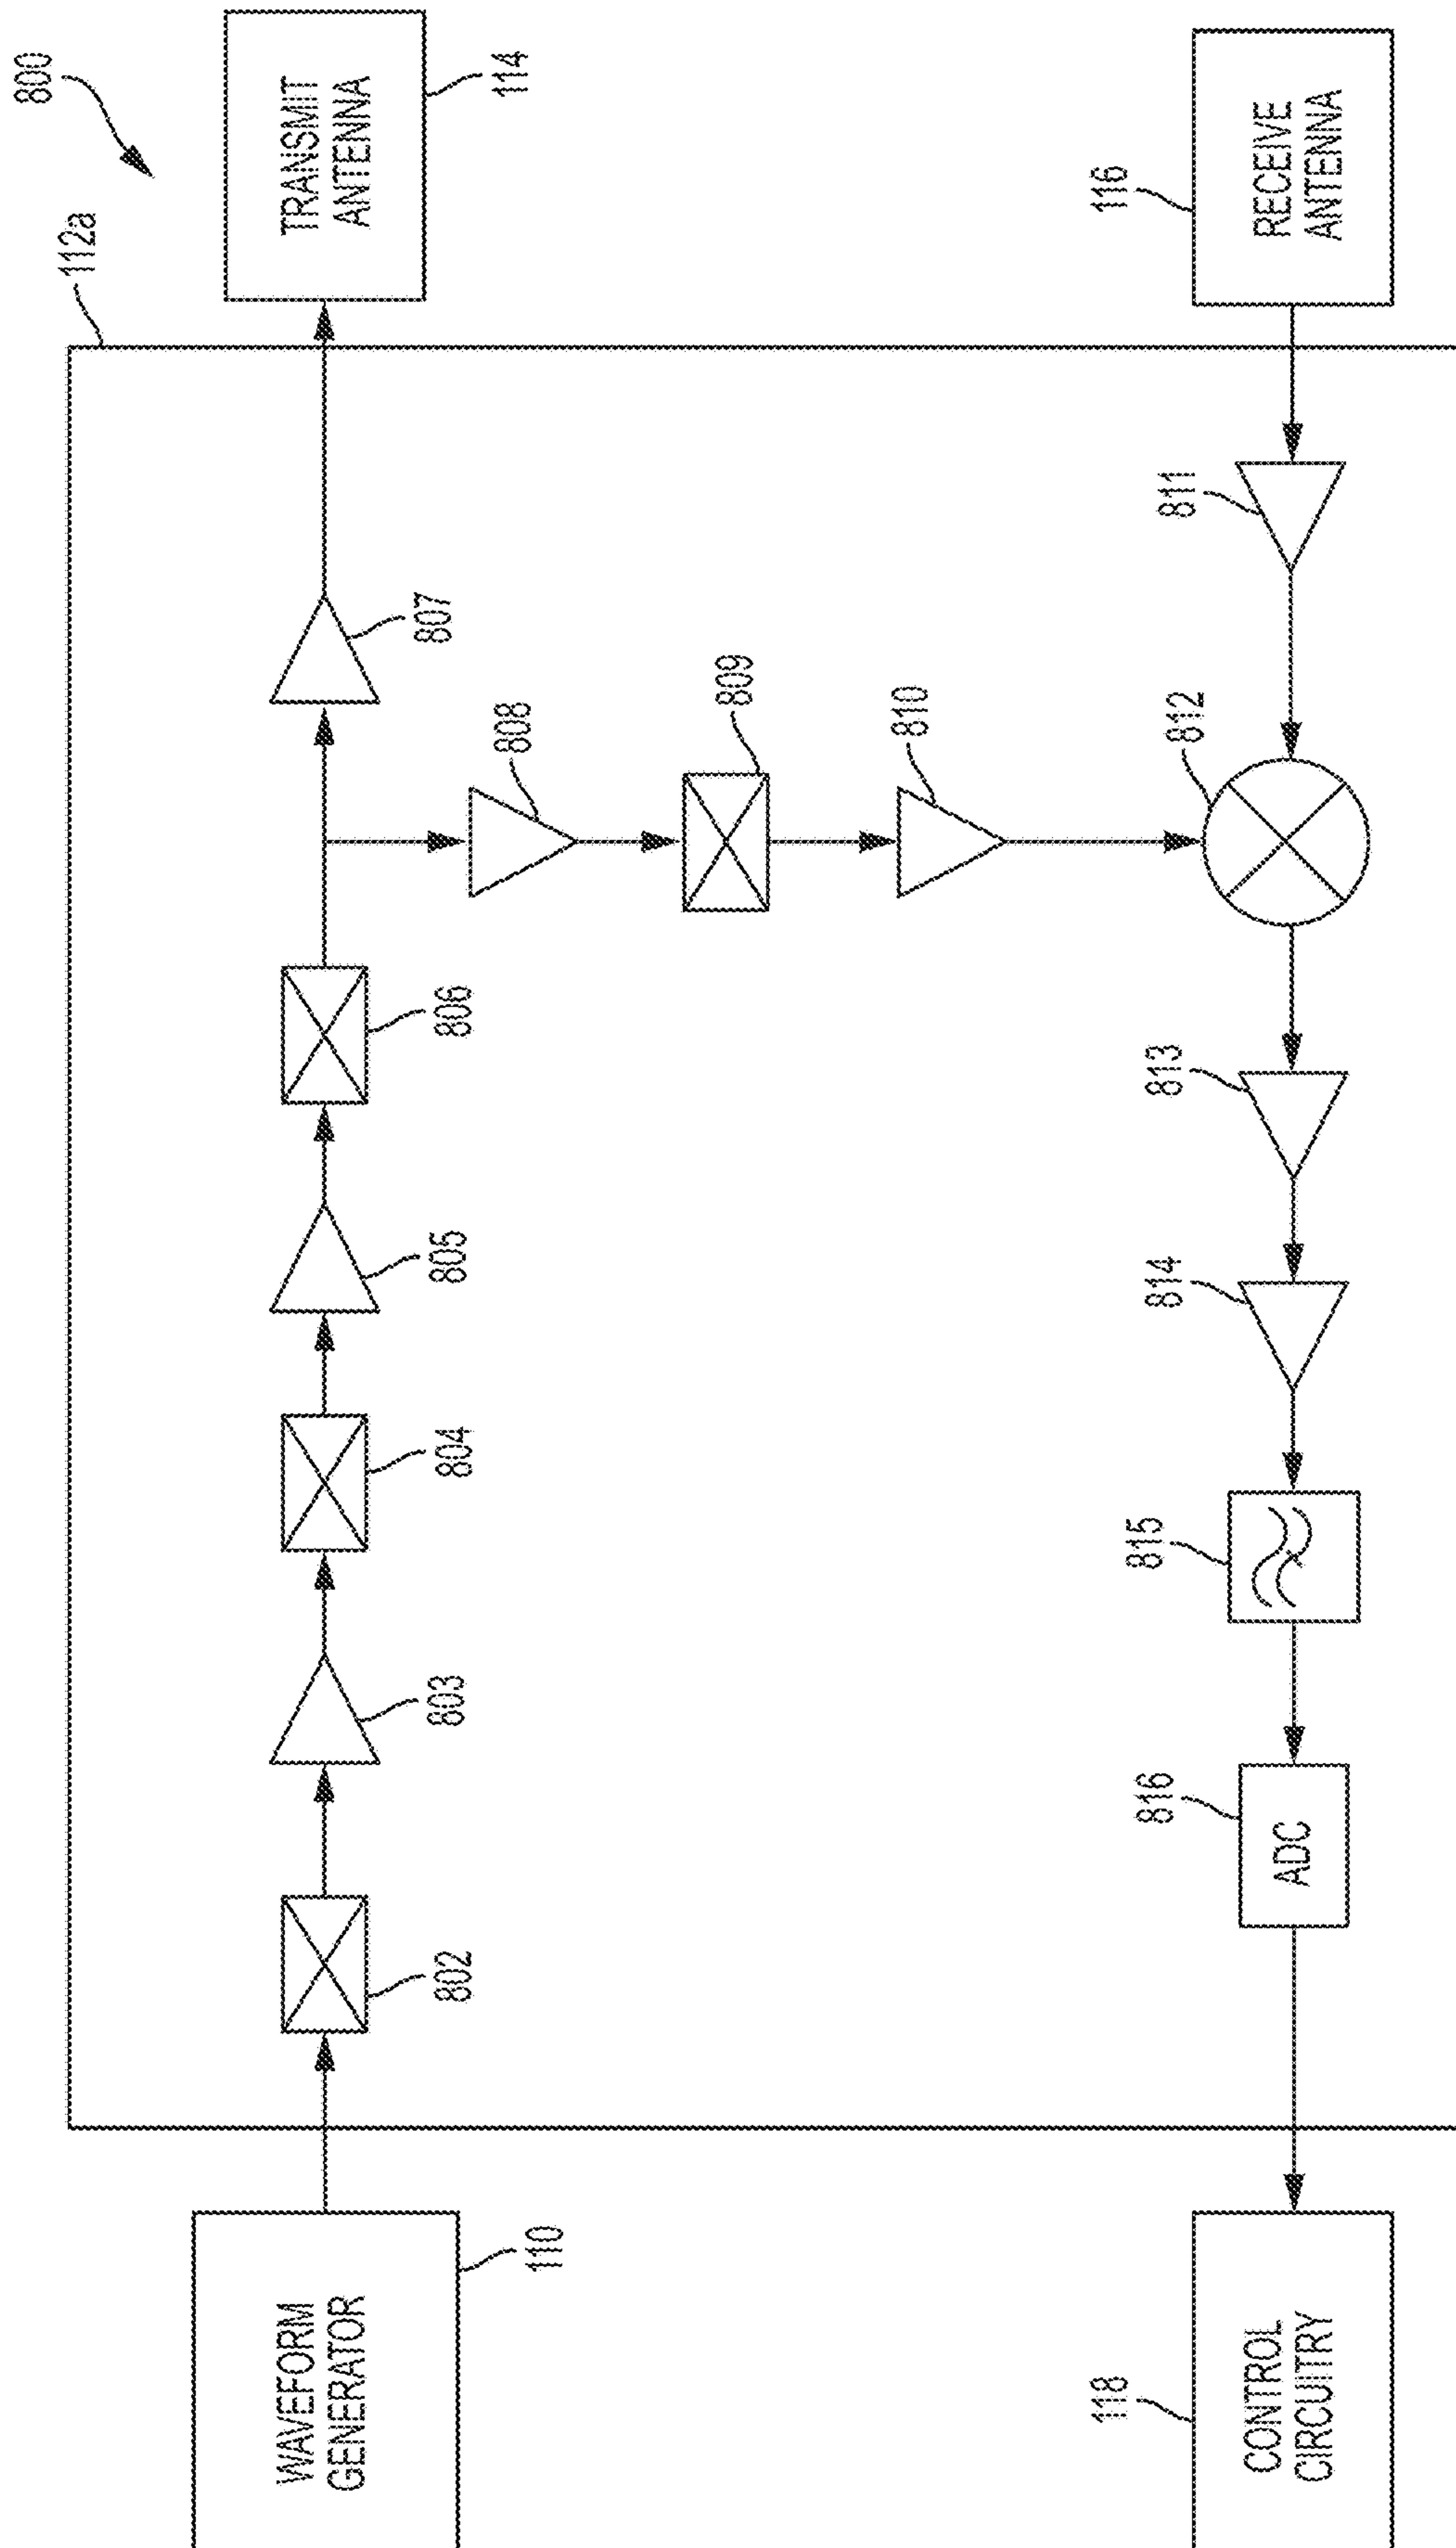 800
112a
WAVEFORM
GENERATOR
110
802
803
804
805
806
807
TRANSMIT
ANTENNA
114
808
809
810
CONTROL
CIRCUITRY
118
ADC
816
815
814
813
812
811
RECEIVE
ANTENNA
116